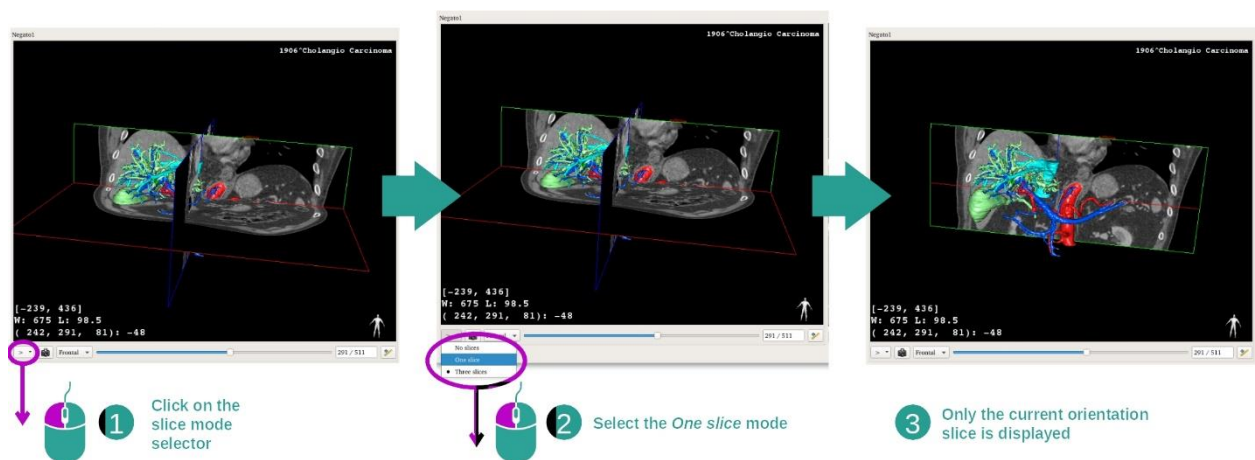 Negato1
1906^Cholangio Carcinoma
[-239, 436]
W: 675 L: 98.5
( 242, 291,  81): -48
>
Frontal
291 / 511
1
Click on the
slice mode
selector
Negato1
1906^Cholangio Carcinoma
[-239, 436]
W: 675 L: 98.5
( 242, 291,  81): -48
Frontal
291 / 511
No slices
One slice
Three slices
2
Select the One slice mode
Negato1
1906^Cholangio Carcinoma
[-239, 436]
W: 675 L: 98.5
( 242, 291,  81): -48
>
Frontal
291 / 511
3
Only the current orientation
slice is displayed